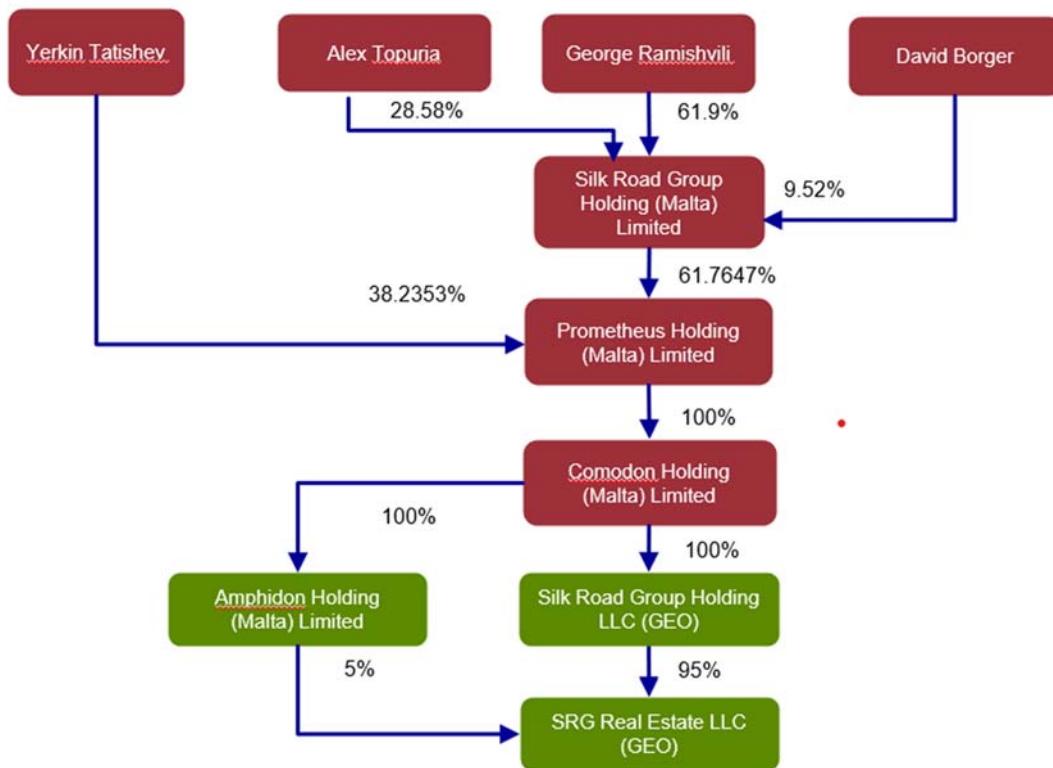 Yerkin Tatishev
Alex Topuria
George Ramishvili
David Borger
28.58%
61.9%
Silk Road Group
Holding (Malta)
Limited
9.52%
61.7647%
38.2353%
Prometheus Holding
(Malta) Limited
100%
Comodon Holding
(Malta) Limited
100%
100%
Amphidon Holding
(Malta) Limited
Silk Road Group Holding
LLC (GEO)
5%
95%
SRG Real Estate LLC
(GEO)